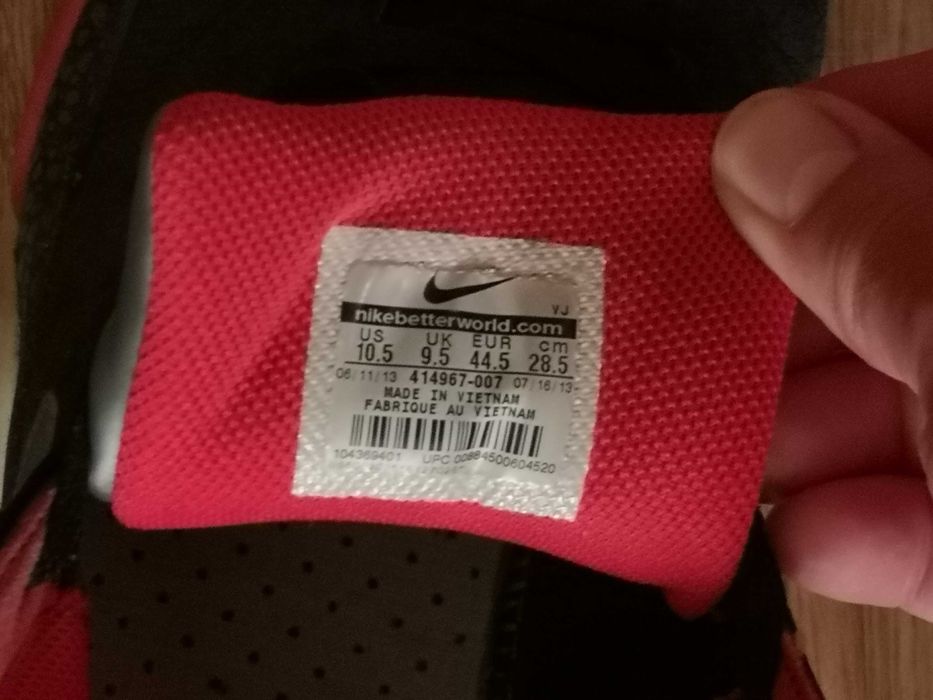 VJ
nikebetterworld.com
US UK EUR cm
10.5 9.5 44.5 28.5
06/11/13 414967-007 07/16/13
MADE IN VIETNAM
FABRIQUE AU VIETNAM
104369401 UPC 00884500604520